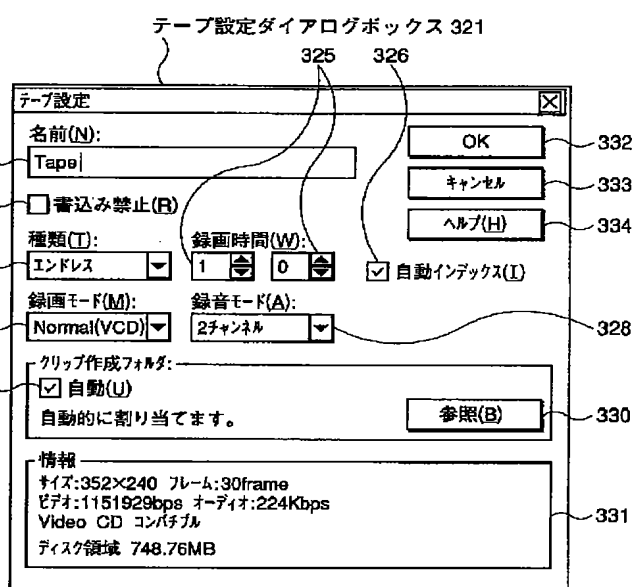 テープ設定ダイアログボックス 321
325 326
テープ設定
名前(N):
OK
332
Tape
キャンセル
333
書込み禁止(R)
ヘルプ(H)
334
種類(T):
録画時間(W):
エンドレス
1
0
自動インデックス(I)
録画モード(M):
録音モード(A):
Normal(VCD)
2チャンネル
328
クリップ作成フォルダ:
自動(U)
自動的に割り当てます。
参照(B)
330
情報
サイズ:352×240 フレーム:30frame
ビデオ:1151929bps オーディオ:224Kbps
Video CD コンパチブル
ディスク領域 748.76MB
331